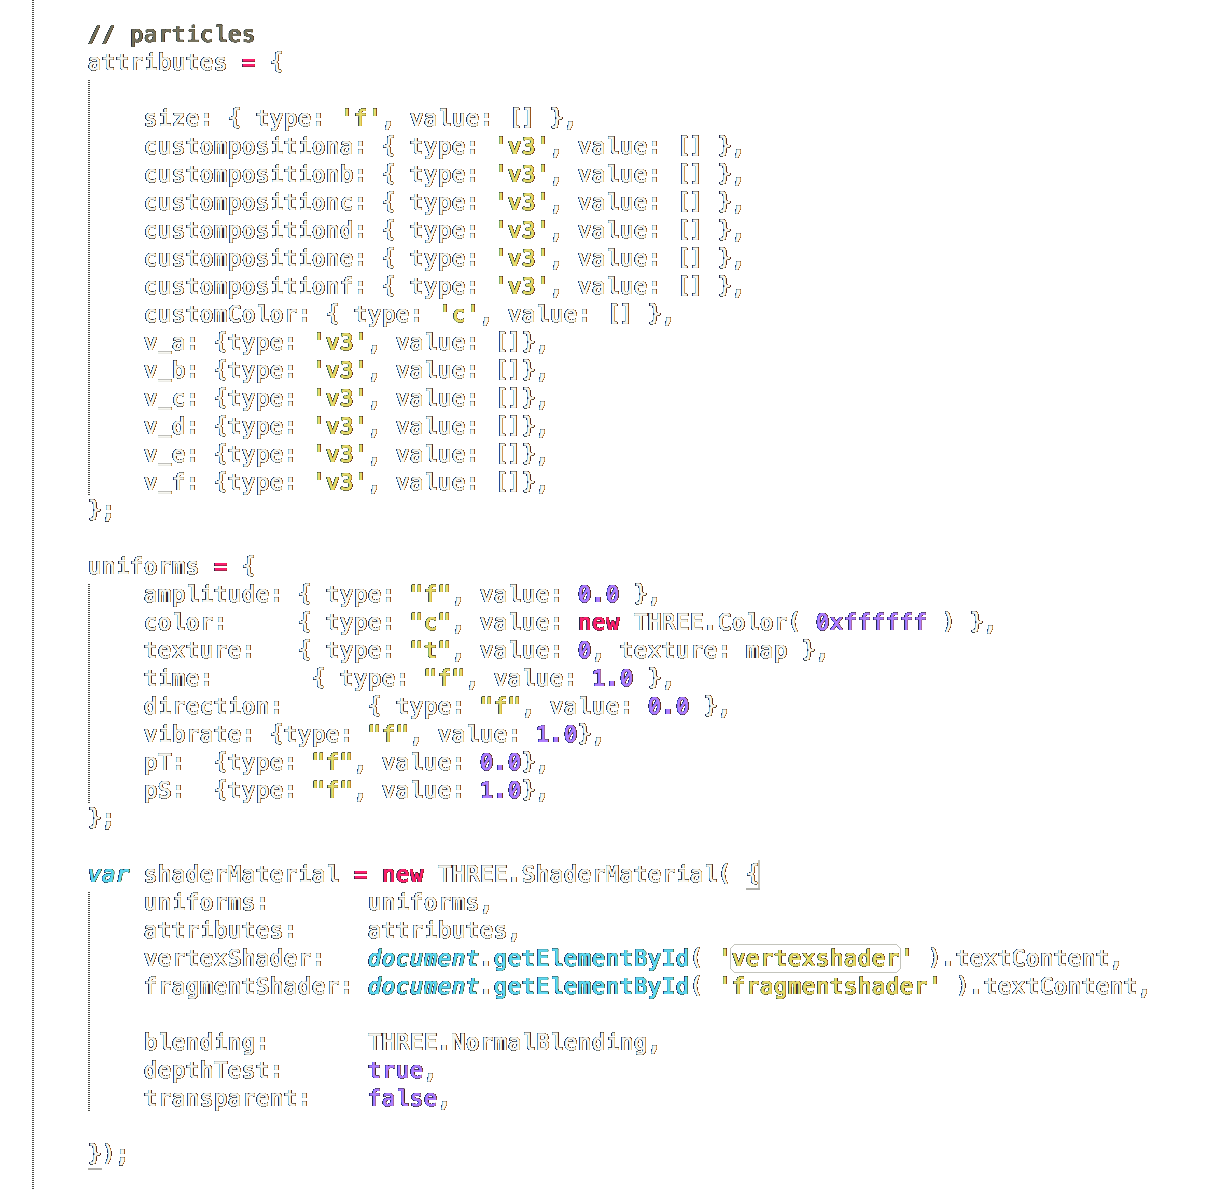 // particles
attributes = {
size: { type: 'f', value: [] },
custompositiona: { type: 'v3', value: [] },
custompositionb: { type: 'v3', value: [] },
custompositionc: { type: 'v3', value: [] },
custompositiond: { type: 'v3', value: [] },
custompositione: { type: 'v3', value: [] },
custompositionf: { type: 'v3', value: [] },
customColor: { type: 'c', value: [] },
v_a: {type: 'v3', value: []},
v_b: {type: 'v3', value: []},
v_c: {type: 'v3', value: []},
v_d: {type: 'v3', value: []},
v_e: {type: 'v3', value: []},
v_f: {type: 'v3', value: []},
};
uniforms = {
amplitude: { type: "f", value: 0.0 },
color:     { type: "c", value: new THREE.Color( 0xffffff ) },
texture:   { type: "t", value: 0, texture: map },
time:       { type: "f", value: 1.0 },
direction:      { type: "f", value: 0.0 },
vibrate: {type: "f", value: 1.0},
pT:  {type: "f", value: 0.0},
pS:  {type: "f", value: 1.0},
};
var shaderMaterial = new THREE.ShaderMaterial( {
uniforms:       uniforms,
attributes:     attributes,
vertexShader:   document.getElementById( 'vertexshader' ).textContent,
fragmentShader: document.getElementById( 'fragmentshader' ).textContent,
blending:       THREE.NormalBlending,
depthTest:      true,
transparent:    false,
});